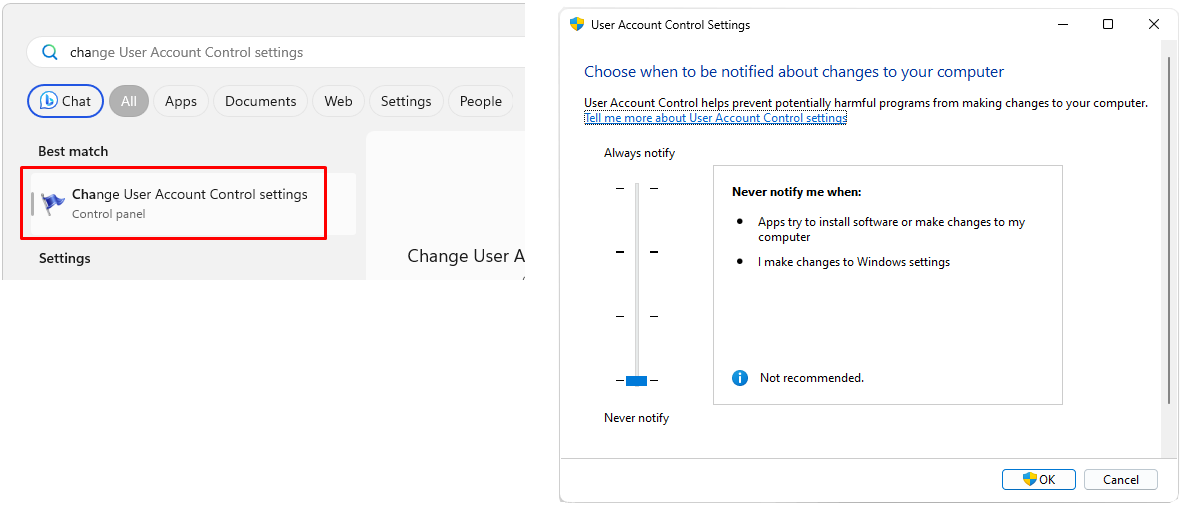 change User Account Control settings
Chat
All
Apps
Documents
Web
Settings
People
Best match
Change User Account Control settings
Control panel
Settings
Change User A
User Account Control Settings
Choose when to be notified about changes to your computer
User Account Control helps prevent potentially harmful programs from making changes to your computer.
Tell me more about User Account Control settings
Always notify
Never notify me when:
Apps try to install software or make changes to my
computer
I make changes to Windows settings
Not recommended.
Never notify
OK
Cancel